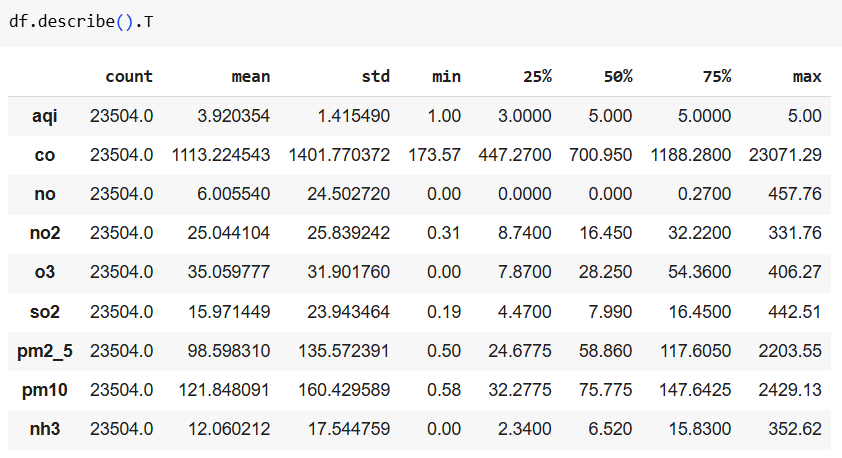 df.describe().T
count mean std min 25% 50% 75% max
aqi 23504.0 3.920354 1.415490 1.00 3.0000 5.000 5.0000 5.00
co 23504.0 1113.224543 1401.770372 173.57 447.2700 700.950 1188.2800 23071.29
no 23504.0 6.005540 24.502720 0.00 0.0000 0.000 0.2700 457.76
no2 23504.0 25.044104 25.839242 0.31 8.7400 16.450 32.2200 331.76
o3 23504.0 35.059777 31.901760 0.00 7.8700 28.250 54.3600 406.27
so2 23504.0 15.971449 23.943464 0.19 4.4700 7.990 16.4500 442.51
pm2_5 23504.0 98.598310 135.572391 0.50 24.6775 58.860 117.6050 2203.55
pm10 23504.0 121.848091 160.429589 0.58 32.2775 75.775 147.6425 2429.13
nh3 23504.0 12.060212 17.544759 0.00 2.3400 6.520 15.8300 352.62